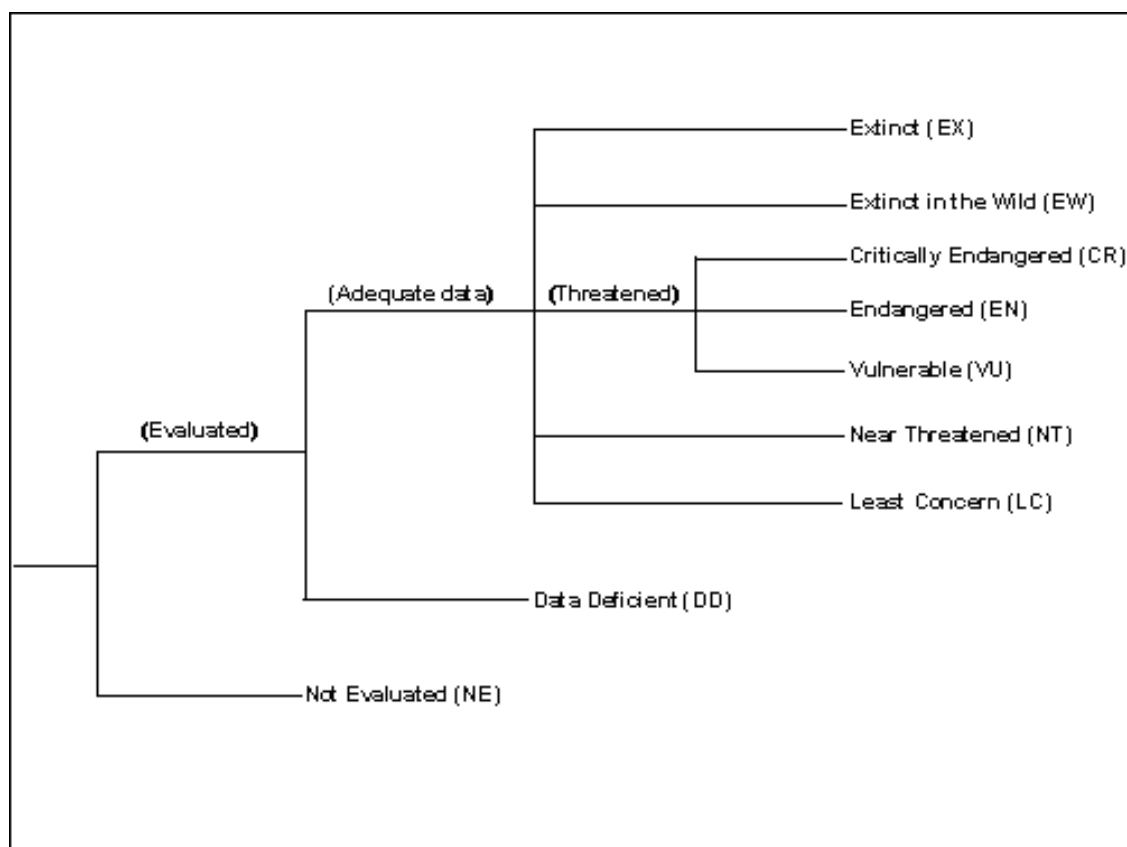 Extinct (EX)
Extinct in the Wild (EW)
Critically Endangered (CR)
(Adequate data)
(Threatened)
Endangered (EN)
Vulnerable (VU)
(Evaluated)
Near Threatened (NT)
Least Concern (LC)
Data Deficient (DD)
Not Evaluated (NE)